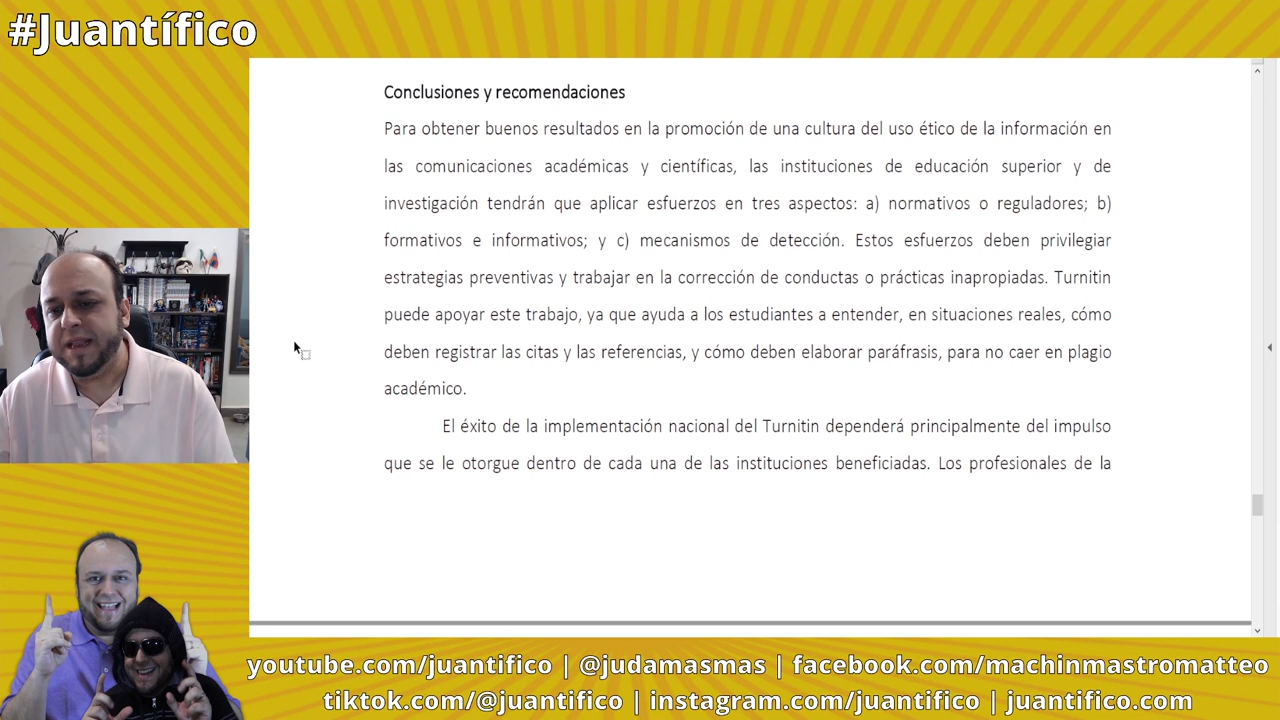 #Juantífico
Conclusiones y recomendaciones
Para obtener buenos resultados en la promoción de una cultura del uso ético de la información en
las comunicaciones académicas y científicas, las instituciones de educación superior y de
investigación tendrán que aplicar esfuerzos en tres aspectos: a) normativos o reguladores; b)
formativos e informativos; y c) mecanismos de detección. Estos esfuerzos deben privilegiar
estrategias preventivas y trabajar en la corrección de conductas o prácticas inapropiadas. Turnitin
puede apoyar este trabajo, ya que ayuda a los estudiantes a entender, en situaciones reales, cómo
deben registrar las citas y las referencias, y cómo deben elaborar paráfrasis, para no caer en plagio
académico.
El éxito de la implementación nacional del Turnitin dependerá principalmente del impulso
que se le otorgue dentro de cada una de las instituciones beneficiadas. Los profesionales de la
youtube.com/juantifico | @judamasmas | facebook.com/machinmastromatteo
tiktok.com/@juantifico | instagram.com/juantifico | juantifico.com